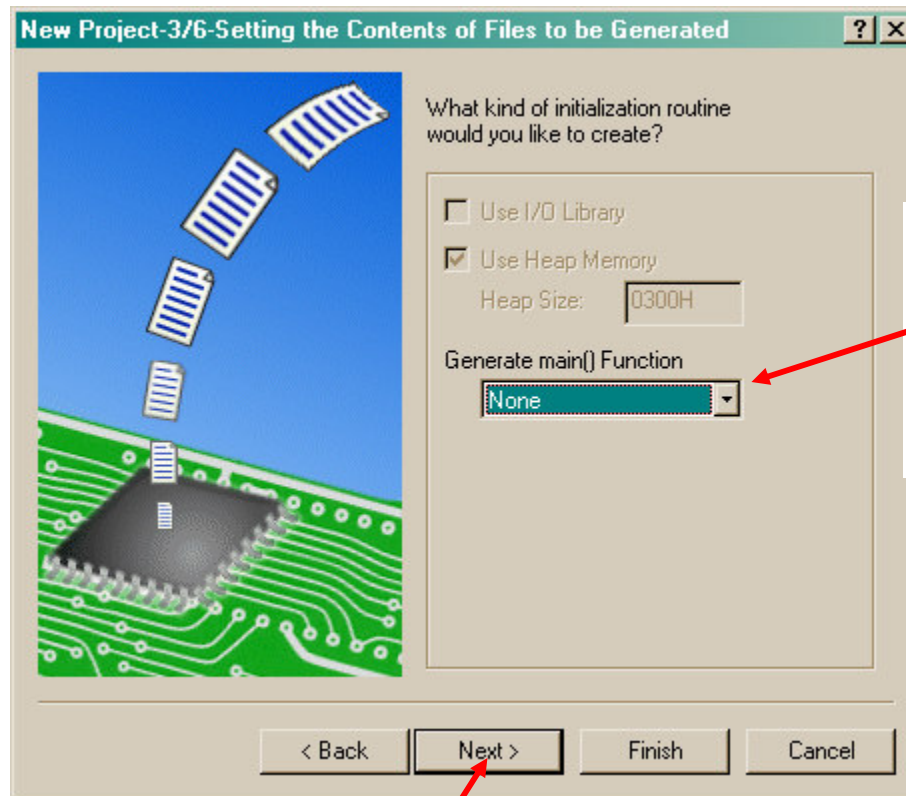 New Project-3/6-Setting the Contents of Files to be Generated
What kind of initialization routine
would you like to create?
Use I/O Library
Use Heap Memory
Heap Size: 0300H
Generate main() Function
None
< Back Next > Finish Cancel